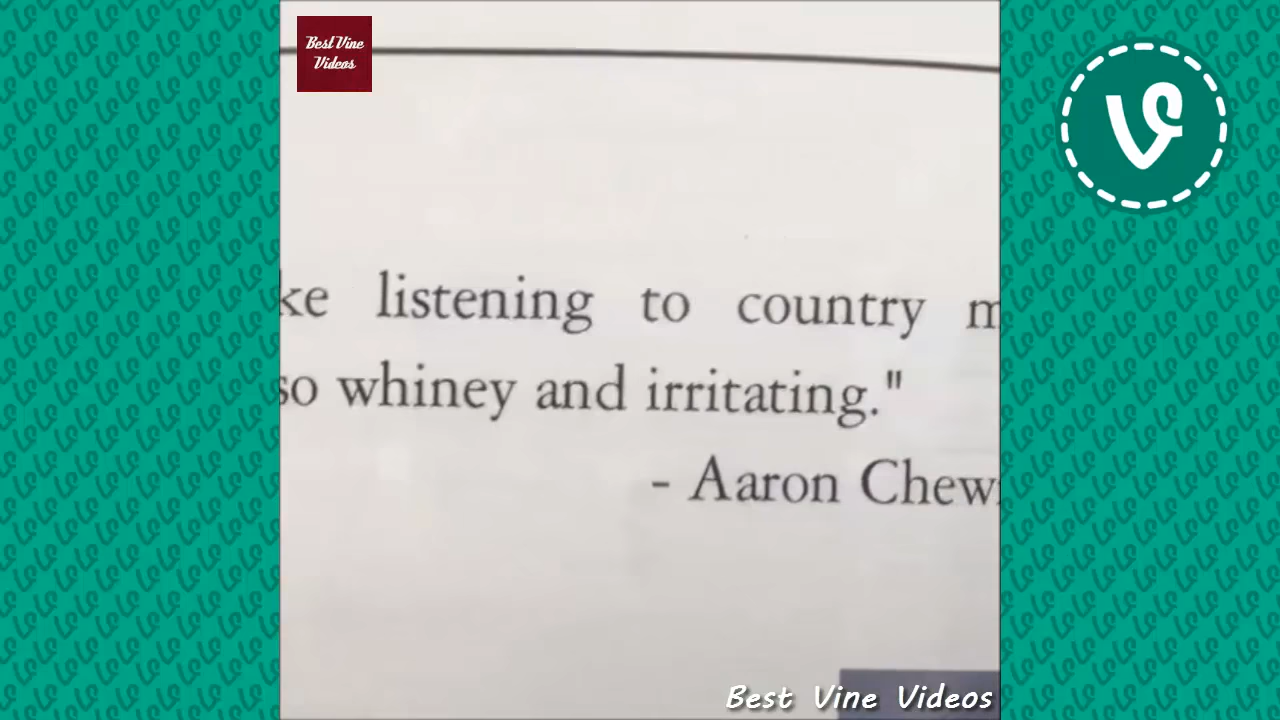 Best Vine
Videos
ke listening to country m
so whiney and irritating."
- Aaron Chew
Best Vine Videos